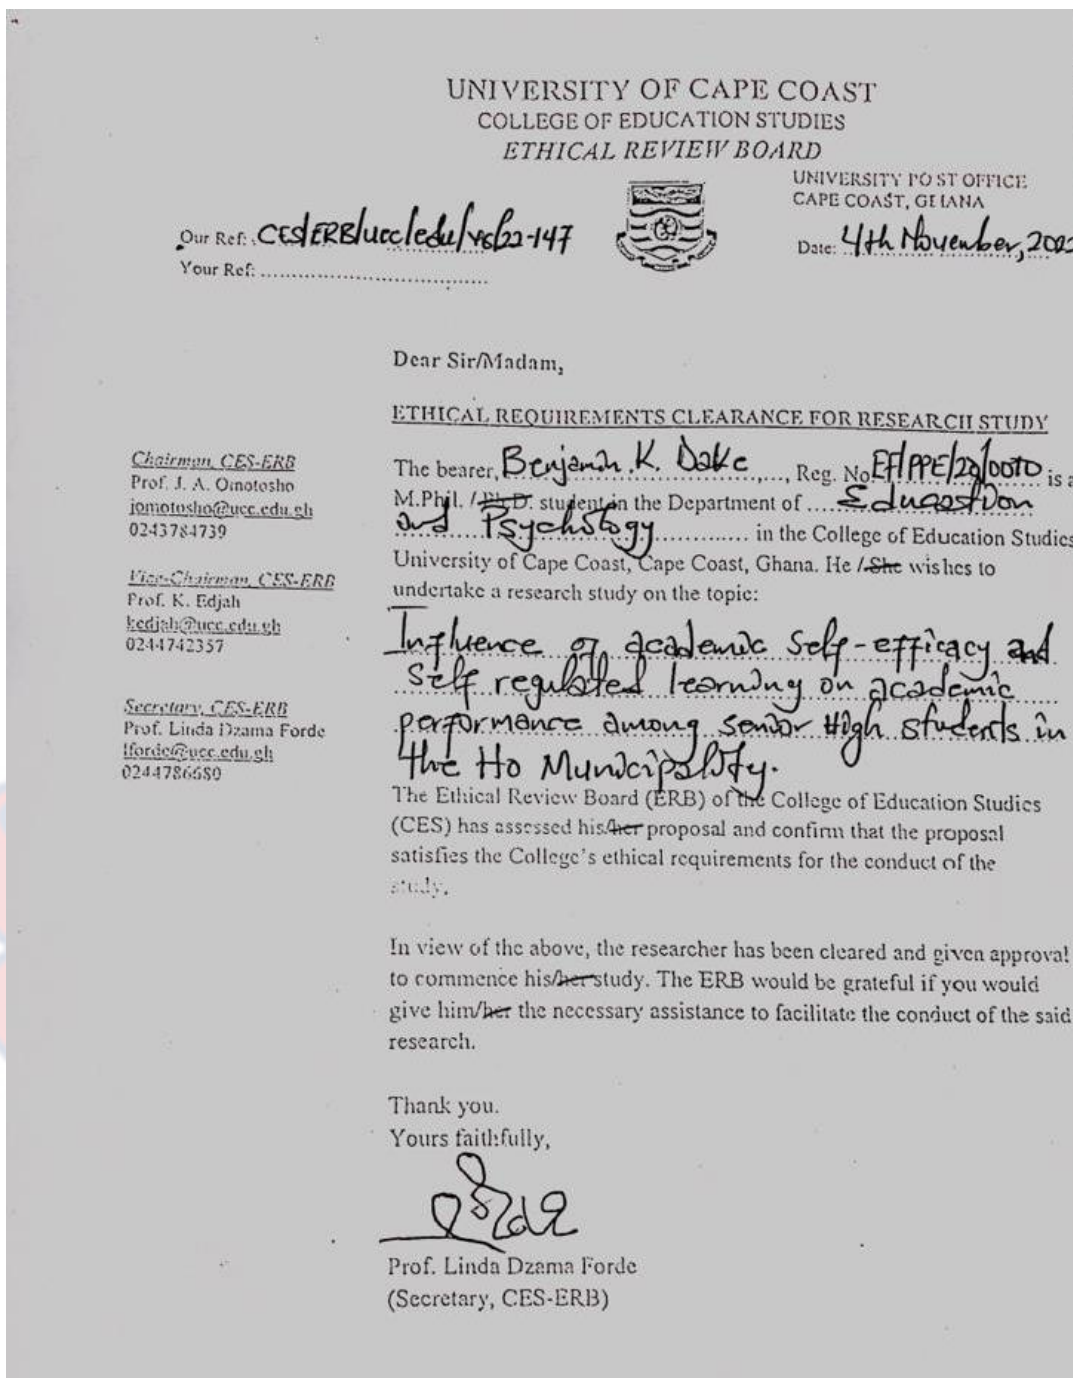 UNIVERSITY OF CAPE COAST
COLLEGE OF EDUCATION STUDIES
ETHICAL REVIEW BOARD
UNIVERSITY POST OFFICE
CAPE COAST, GHANA
Our Ref: CES/ERB/ucc/edu/v6/22-147
Date: 4th November, 202
Your Ref:
Dear Sir/Madam,
ETHICAL REQUIREMENTS CLEARANCE FOR RESEARCH STUDY
Chairman, CES-ERB
Prof. J. A. Omotosho
jomotosho@ucc.edu.gh
0243784739
Vice-Chairman, CES-ERB
Prof. K. Edjah
kedjah@ucc.edu.gh
0244742357
Secretary, CES-ERB
Prof. Linda Dzama Forde
lforde@ucc.edu.gh
0244786680
The bearer, Benjamin K. Dake, Reg. No EF/PPE/20/0010 is a
M.Phil. / Ph.D. student in the Department of Education
and Psychology in the College of Education Studies
University of Cape Coast, Cape Coast, Ghana. He / She wishes to
undertake a research study on the topic:
Influence of academic self-efficacy and
self regulated learning on academic
performance among senior High students in
the Ho Municipality.
The Ethical Review Board (ERB) of the College of Education Studies
(CES) has assessed his/her proposal and confirm that the proposal
satisfies the College's ethical requirements for the conduct of the
study.
In view of the above, the researcher has been cleared and given approval
to commence his/her study. The ERB would be grateful if you would
give him/her the necessary assistance to facilitate the conduct of the said
research.
Thank you.
Yours faithfully,
Prof. Linda Dzama Forde
(Secretary, CES-ERB)